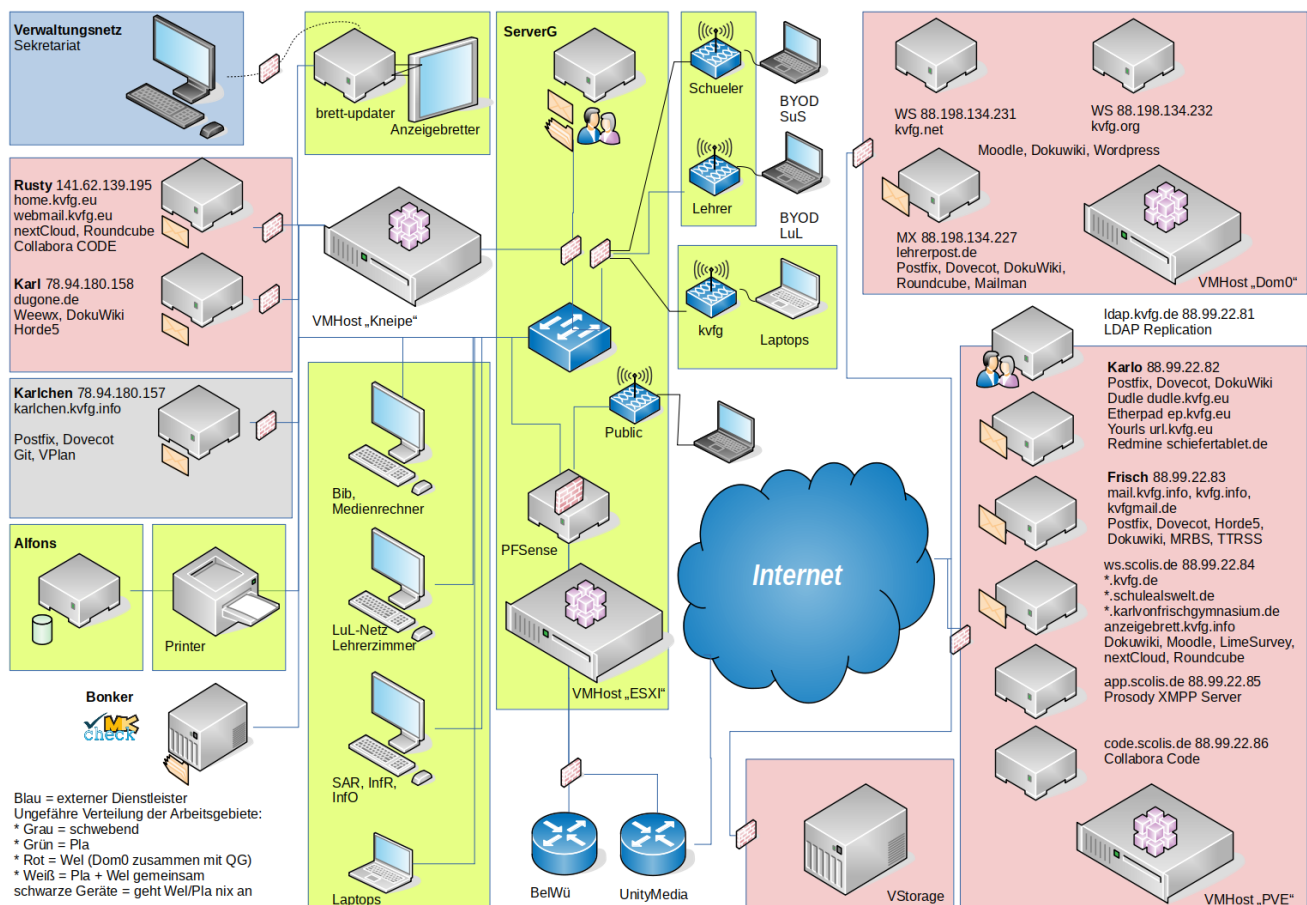 Verwaltungsnetz
Sekretariat
brett-updater
Anzeigebretter
ServerG
Schueler
BYOD
SuS
Lehrer
BYOD
LuL
WS 88.198.134.231
kvfg.net
WS 88.198.134.232
kvfg.org
Moodle, Dokuwiki, Wordpress
MX 88.198.134.227
lehrerpost.de
Postfix, Dovecot, DokuWiki,
Roundcube, Mailman
VMHost „Dom0“
Rusty 141.62.139.195
home.kvfg.eu
webmail.kvfg.eu
nextCloud, Roundcube
Collabora CODE
Karl 78.94.180.158
dugone.de
Weewx, DokuWiki
Horde5
VMHost „Kneipe“
kvfg
Laptops
Karlchen 78.94.180.157
karlchen.kvfg.info
Postfix, Dovecot
Git, VPlan
Alfons
Printer
Bonker
MK
check
Blau = externer Dienstleister
Ungefähre Verteilung der Arbeitsgebiete:
* Grau = schwebend
* Grün = Pla
* Rot = Wel (Dom0 zusammen mit QG)
* Weiß = Pla + Wel gemeinsam
schwarze Geräte = geht Wel/Pla nix an
Bib,
Medienrechner
LuL-Netz
Lehrerzimmer
SAR, InfR,
InfO
Laptops
Public
PFSense
VMHost „ESXI“
BelWü
UnityMedia
Internet
VStorage
ldap.kvfg.de 88.99.22.81
LDAP Replication
Karlo 88.99.22.82
Postfix, Dovecot, DokuWiki
Dudle dudle.kvfg.eu
Etherpad ep.kvfg.eu
Yourls url.kvfg.eu
Redmine schiefertablet.de
Frisch 88.99.22.83
mail.kvfg.info, kvfg.info,
kvfgmail.de
Postfix, Dovecot, Horde5,
Dokuwiki, MRBS, TTRSS
ws.scolis.de 88.99.22.84
*.kvfg.de
*.schulealswelt.de
*.karlvonfrischgymnasium.de
anzeigebrett.kvfg.info
Dokuwiki, Moodle, LimeSurvey,
nextCloud, Roundcube
app.scolis.de 88.99.22.85
Prosody XMPP Server
code.scolis.de 88.99.22.86
Collabora Code
VMHost „PVE“